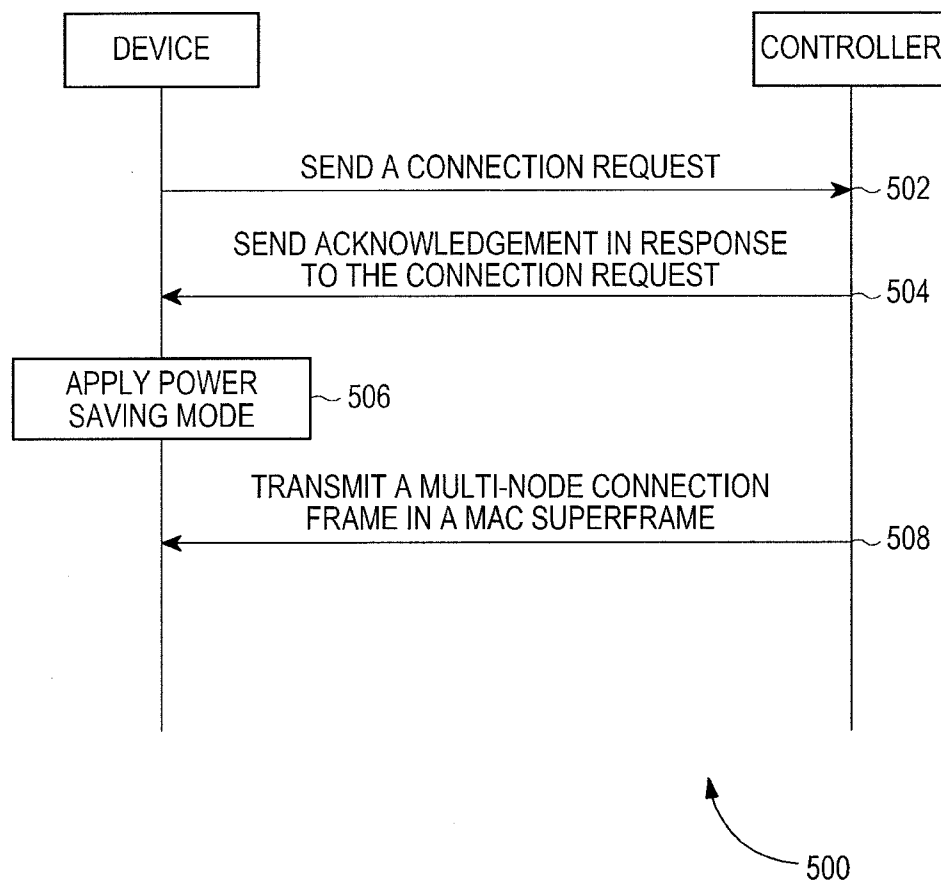 DEVICE
CONTROLLER
SEND A CONNECTION REQUEST
502
SEND ACKNOWLEDGEMENT IN RESPONSE
TO THE CONNECTION REQUEST
504
APPLY POWER
SAVING MODE
506
TRANSMIT A MULTI-NODE CONNECTION
FRAME IN A MAC SUPERFRAME
508
500